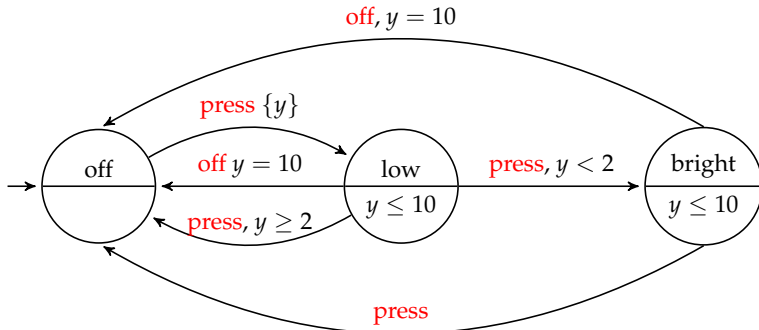 off, y = 10
press {y}
off
off y = 10
low
press, y < 2
bright
y ≤ 10
y ≤ 10
press, y ≥ 2
press